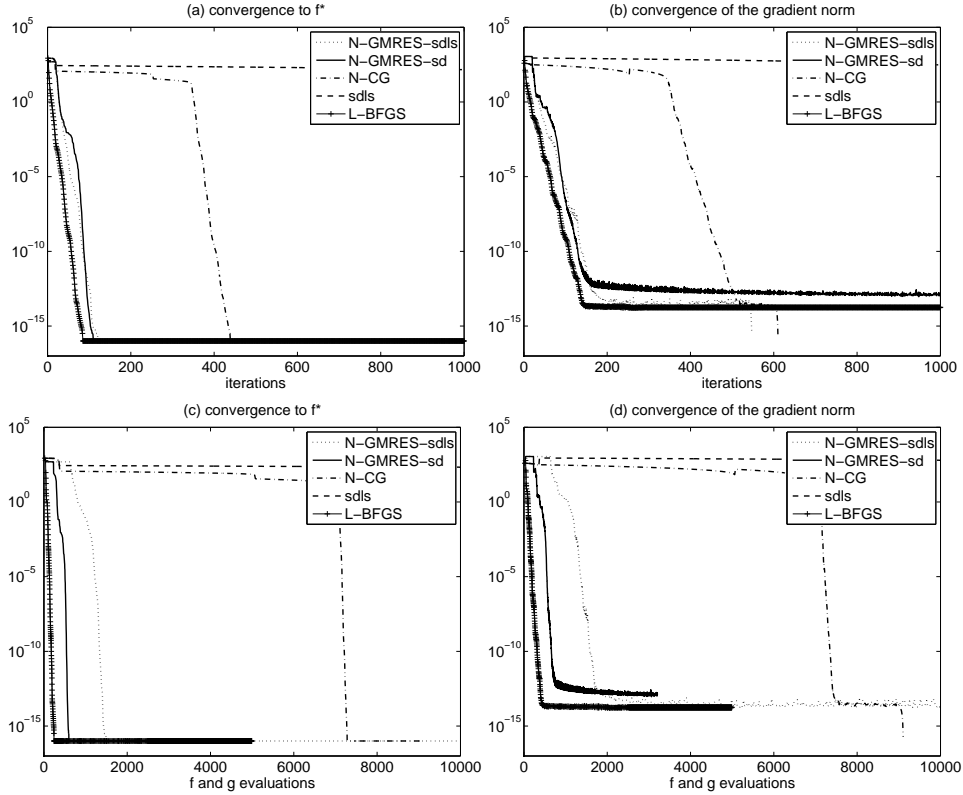 (a) convergence to f*
10^5
10^0
10^−5
10^−10
10^−15
0
200
400
600
800
1000
iterations
N−GMRES−sdls
N−GMRES−sd
N−CG
sdls
L−BFGS
(b) convergence of the gradient norm
10^5
10^0
10^−5
10^−10
10^−15
0
200
400
600
800
1000
iterations
N−GMRES−sdls
N−GMRES−sd
N−CG
sdls
L−BFGS
(c) convergence to f*
10^5
10^0
10^−5
10^−10
10^−15
0
2000
4000
6000
8000
10000
f and g evaluations
N−GMRES−sdls
N−GMRES−sd
N−CG
sdls
L−BFGS
(d) convergence of the gradient norm
10^5
10^0
10^−5
10^−10
10^−15
0
2000
4000
6000
8000
10000
f and g evaluations
N−GMRES−sdls
N−GMRES−sd
N−CG
sdls
L−BFGS